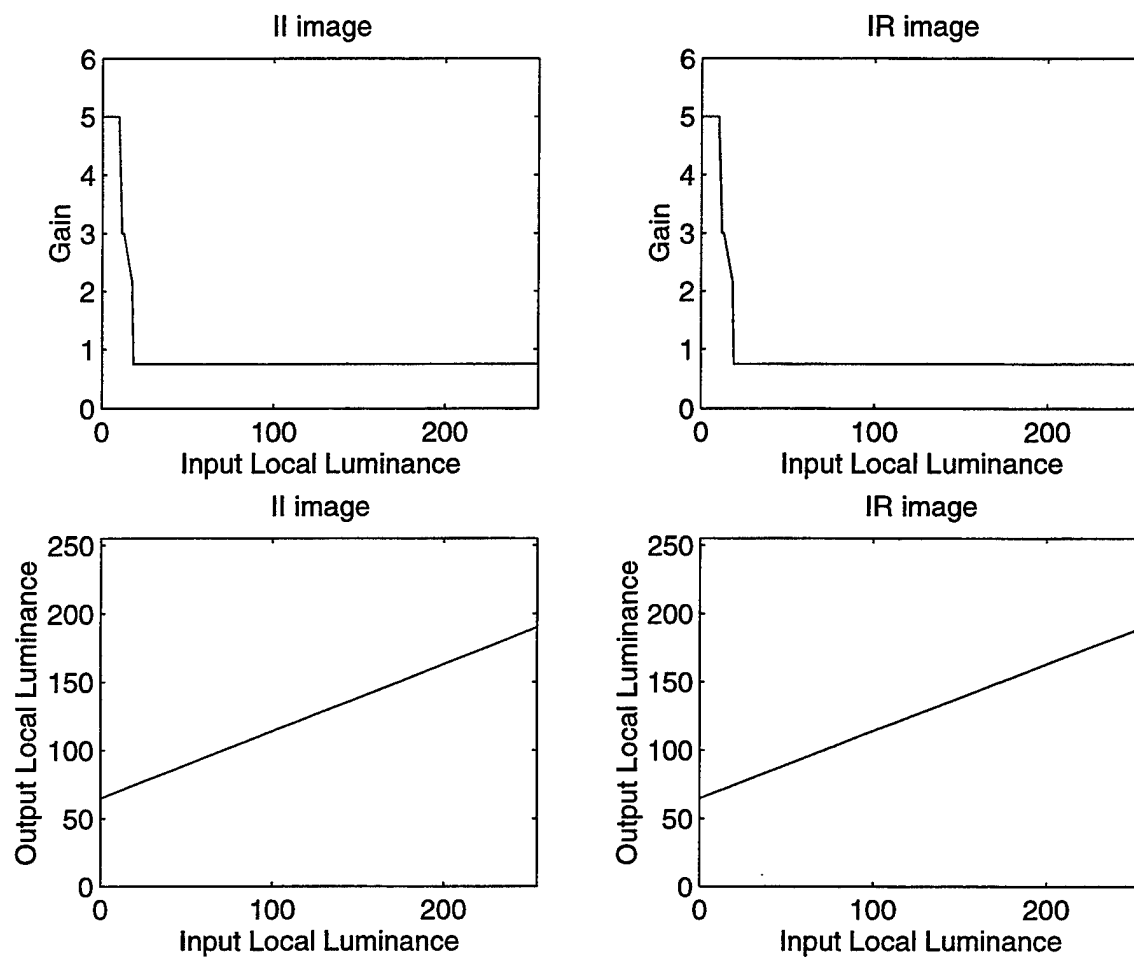 II image
6
5
4
3
2
1
0
Gain
0 100 200
Input Local Luminance
IR image
6
5
4
3
2
1
0
Gain
0 100 200
Input Local Luminance
II image
250
200
150
100
50
0
Output Local Luminance
0 100 200
Input Local Luminance
IR image
250
200
150
100
50
0
Output Local Luminance
0 100 200
Input Local Luminance